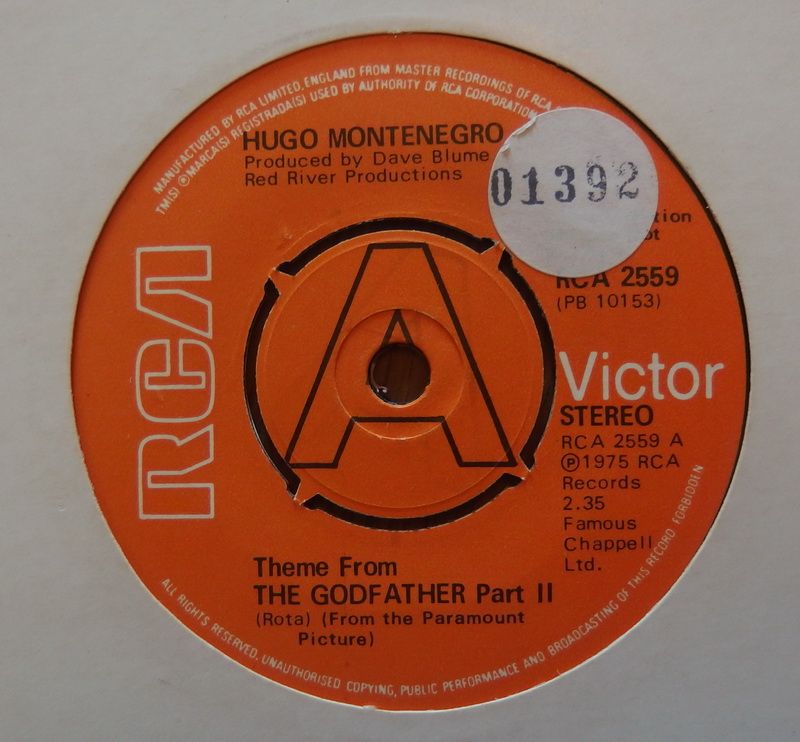 MANUFACTURED BY RCA LIMITED, ENGLAND FROM MASTER RECORDINGS OF RCA
TM(S) ® MARCA(S) REGISTRADA(S) USED BY AUTHORITY OF RCA CORPORATION
HUGO MONTENEGRO
Produced by Dave Blume
Red River Productions
01392
RCA 2559
(PB 10153)
RCA
A
Victor
STEREO
RCA 2559 A
℗1975 RCA
Records
2.35
Famous
Chappell
Ltd.
Theme From
THE GODFATHER Part II
(Rota) (From the Paramount
Picture)
ALL RIGHTS RESERVED. UNAUTHORISED COPYING, PUBLIC PERFORMANCE AND BROADCASTING OF THIS RECORD FORBIDDEN